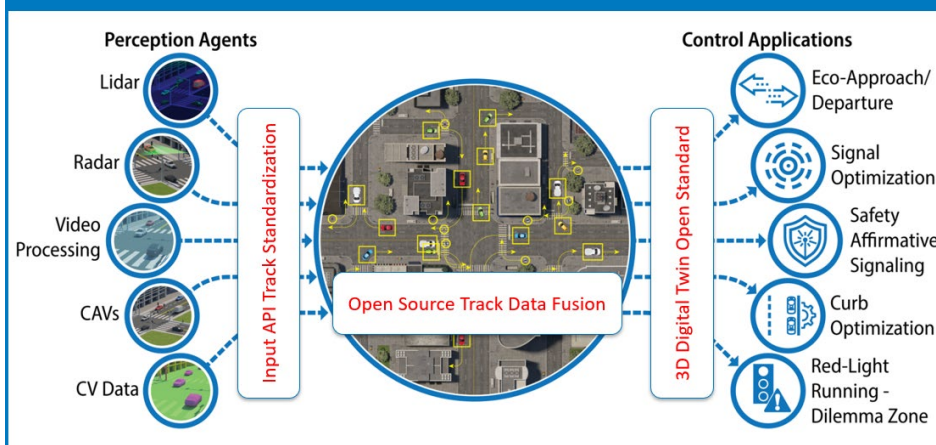 Perception Agents
Lidar
Radar
Video
Processing
CAVs
CV Data
Input API Track Standardization
Open Source Track Data Fusion
3D Digital Twin Open Standard
Control Applications
Eco-Approach/
Departure
Signal
Optimization
Safety
Affirmative
Signaling
Curb
Optimization
Red-Light
Running -
Dilemma Zone